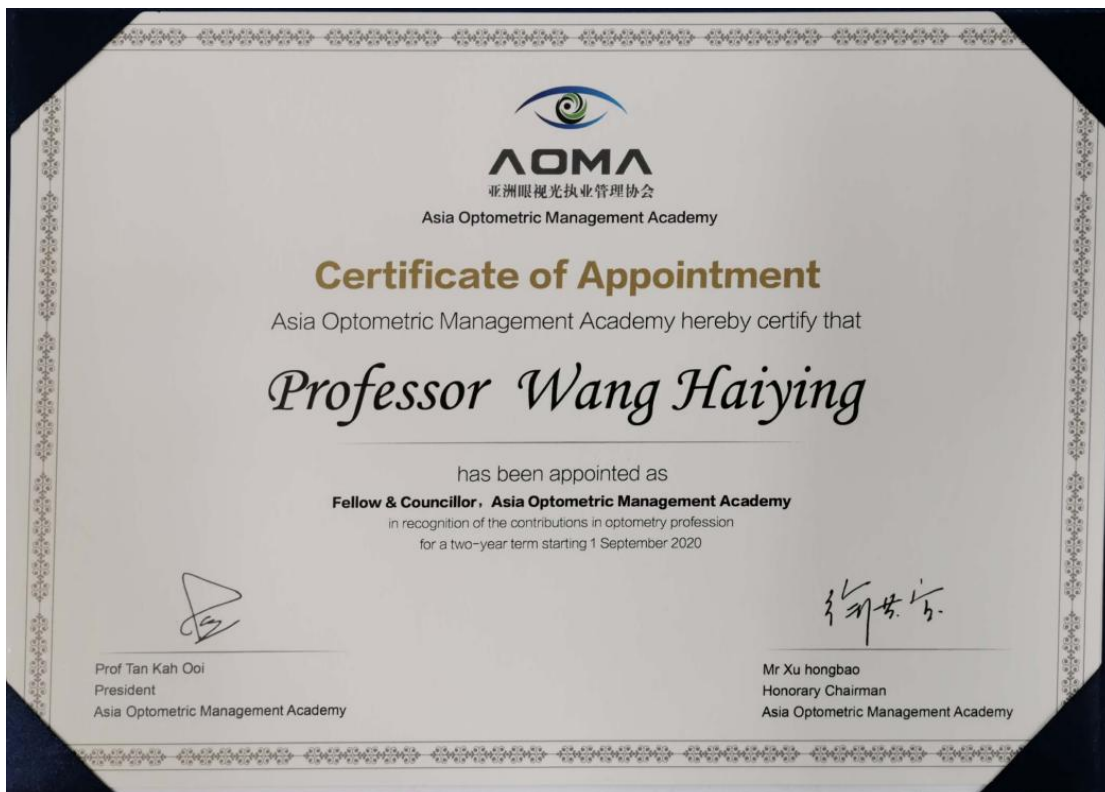 AOMA
亚洲眼视光执业管理协会
Asia Optometric Management Academy
Certificate of Appointment
Asia Optometric Management Academy hereby certify that
Professor Wang Haiying
has been appointed as
Fellow & Councillor，Asia Optometric Management Academy
in recognition of the contributions in optometry profession
for a two-year term starting 1 September 2020
Prof Tan Kah Ooi
President
Asia Optometric Management Academy
Mr Xu hongbao
Honorary Chairman
Asia Optometric Management Academy